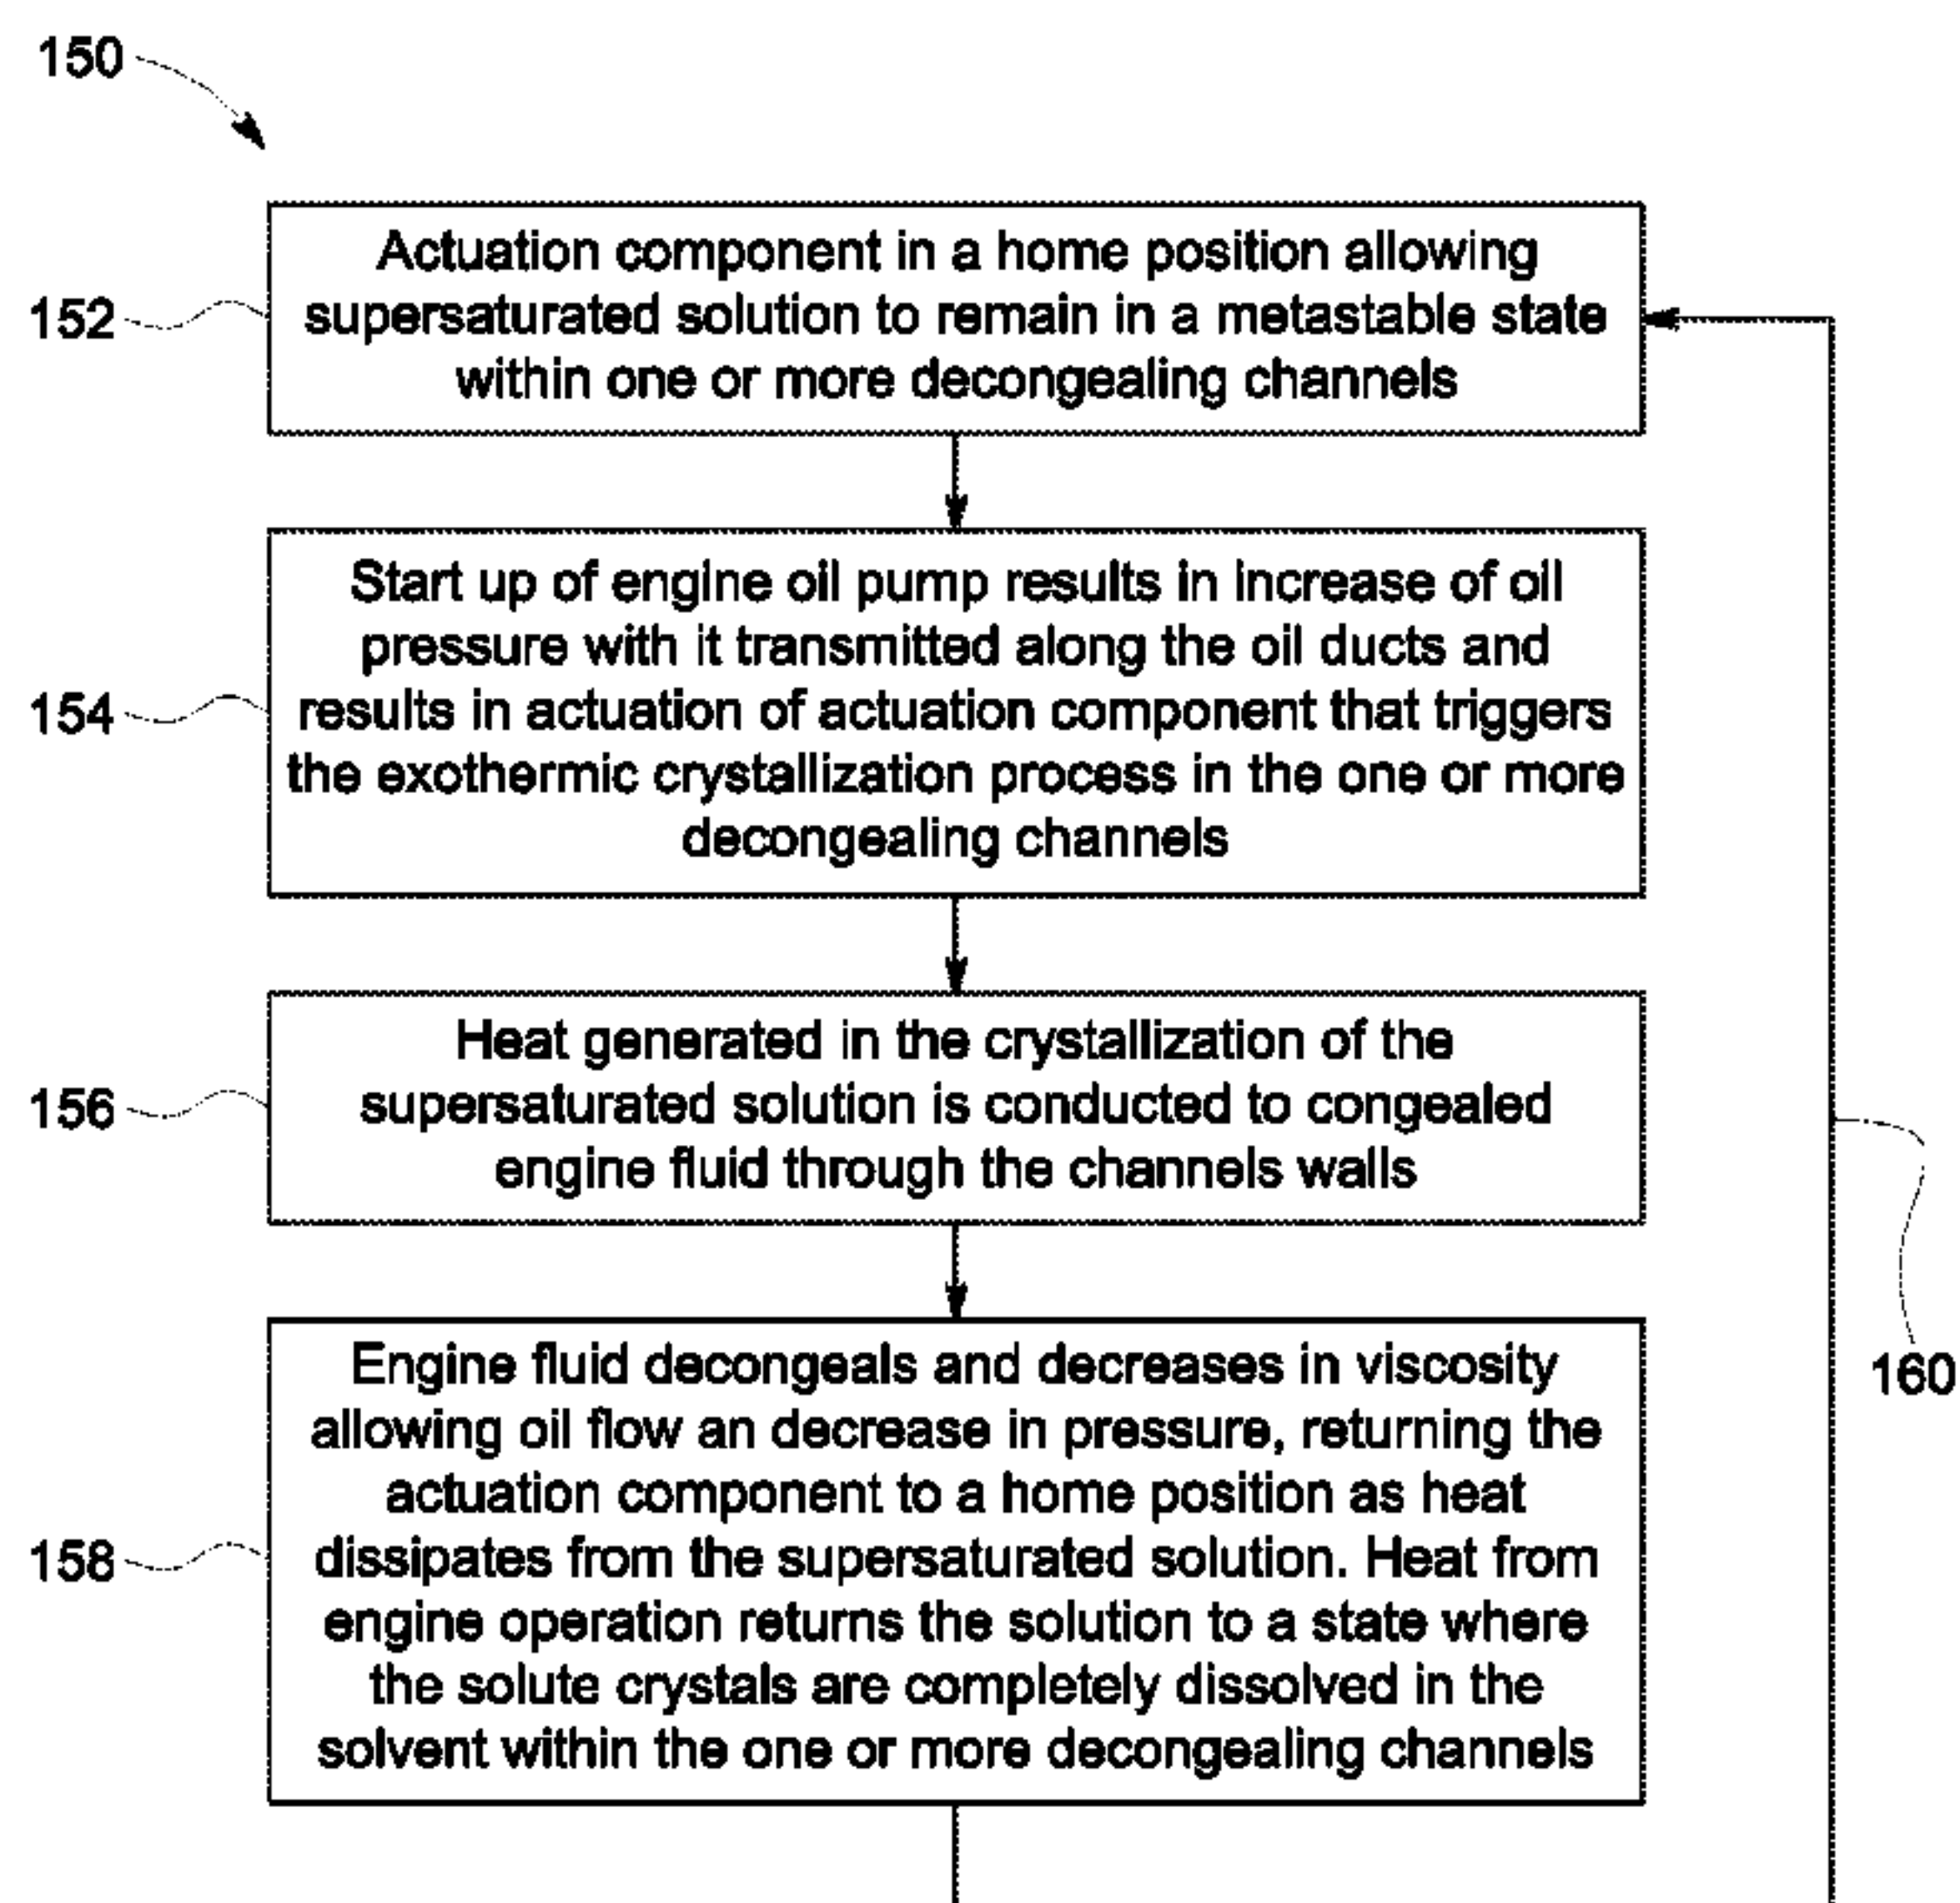 150
152
Actuation component in a home position allowing
supersaturated solution to remain in a metastable state
within one or more decongealing channels
154
Start up of engine oil pump results in increase of oil
pressure with it transmitted along the oil ducts and
results in actuation of actuation component that triggers
the exothermic crystallization process in the one or more
decongealing channels
156
Heat generated in the crystallization of the
supersaturated solution is conducted to congealed
engine fluid through the channels walls
158
Engine fluid decongeals and decreases in viscosity
allowing oil flow an decrease in pressure, returning the
actuation component to a home position as heat
dissipates from the supersaturated solution. Heat from
engine operation returns the solution to a state where
the solute crystals are completely dissolved in the
solvent within the one or more decongealing channels
160